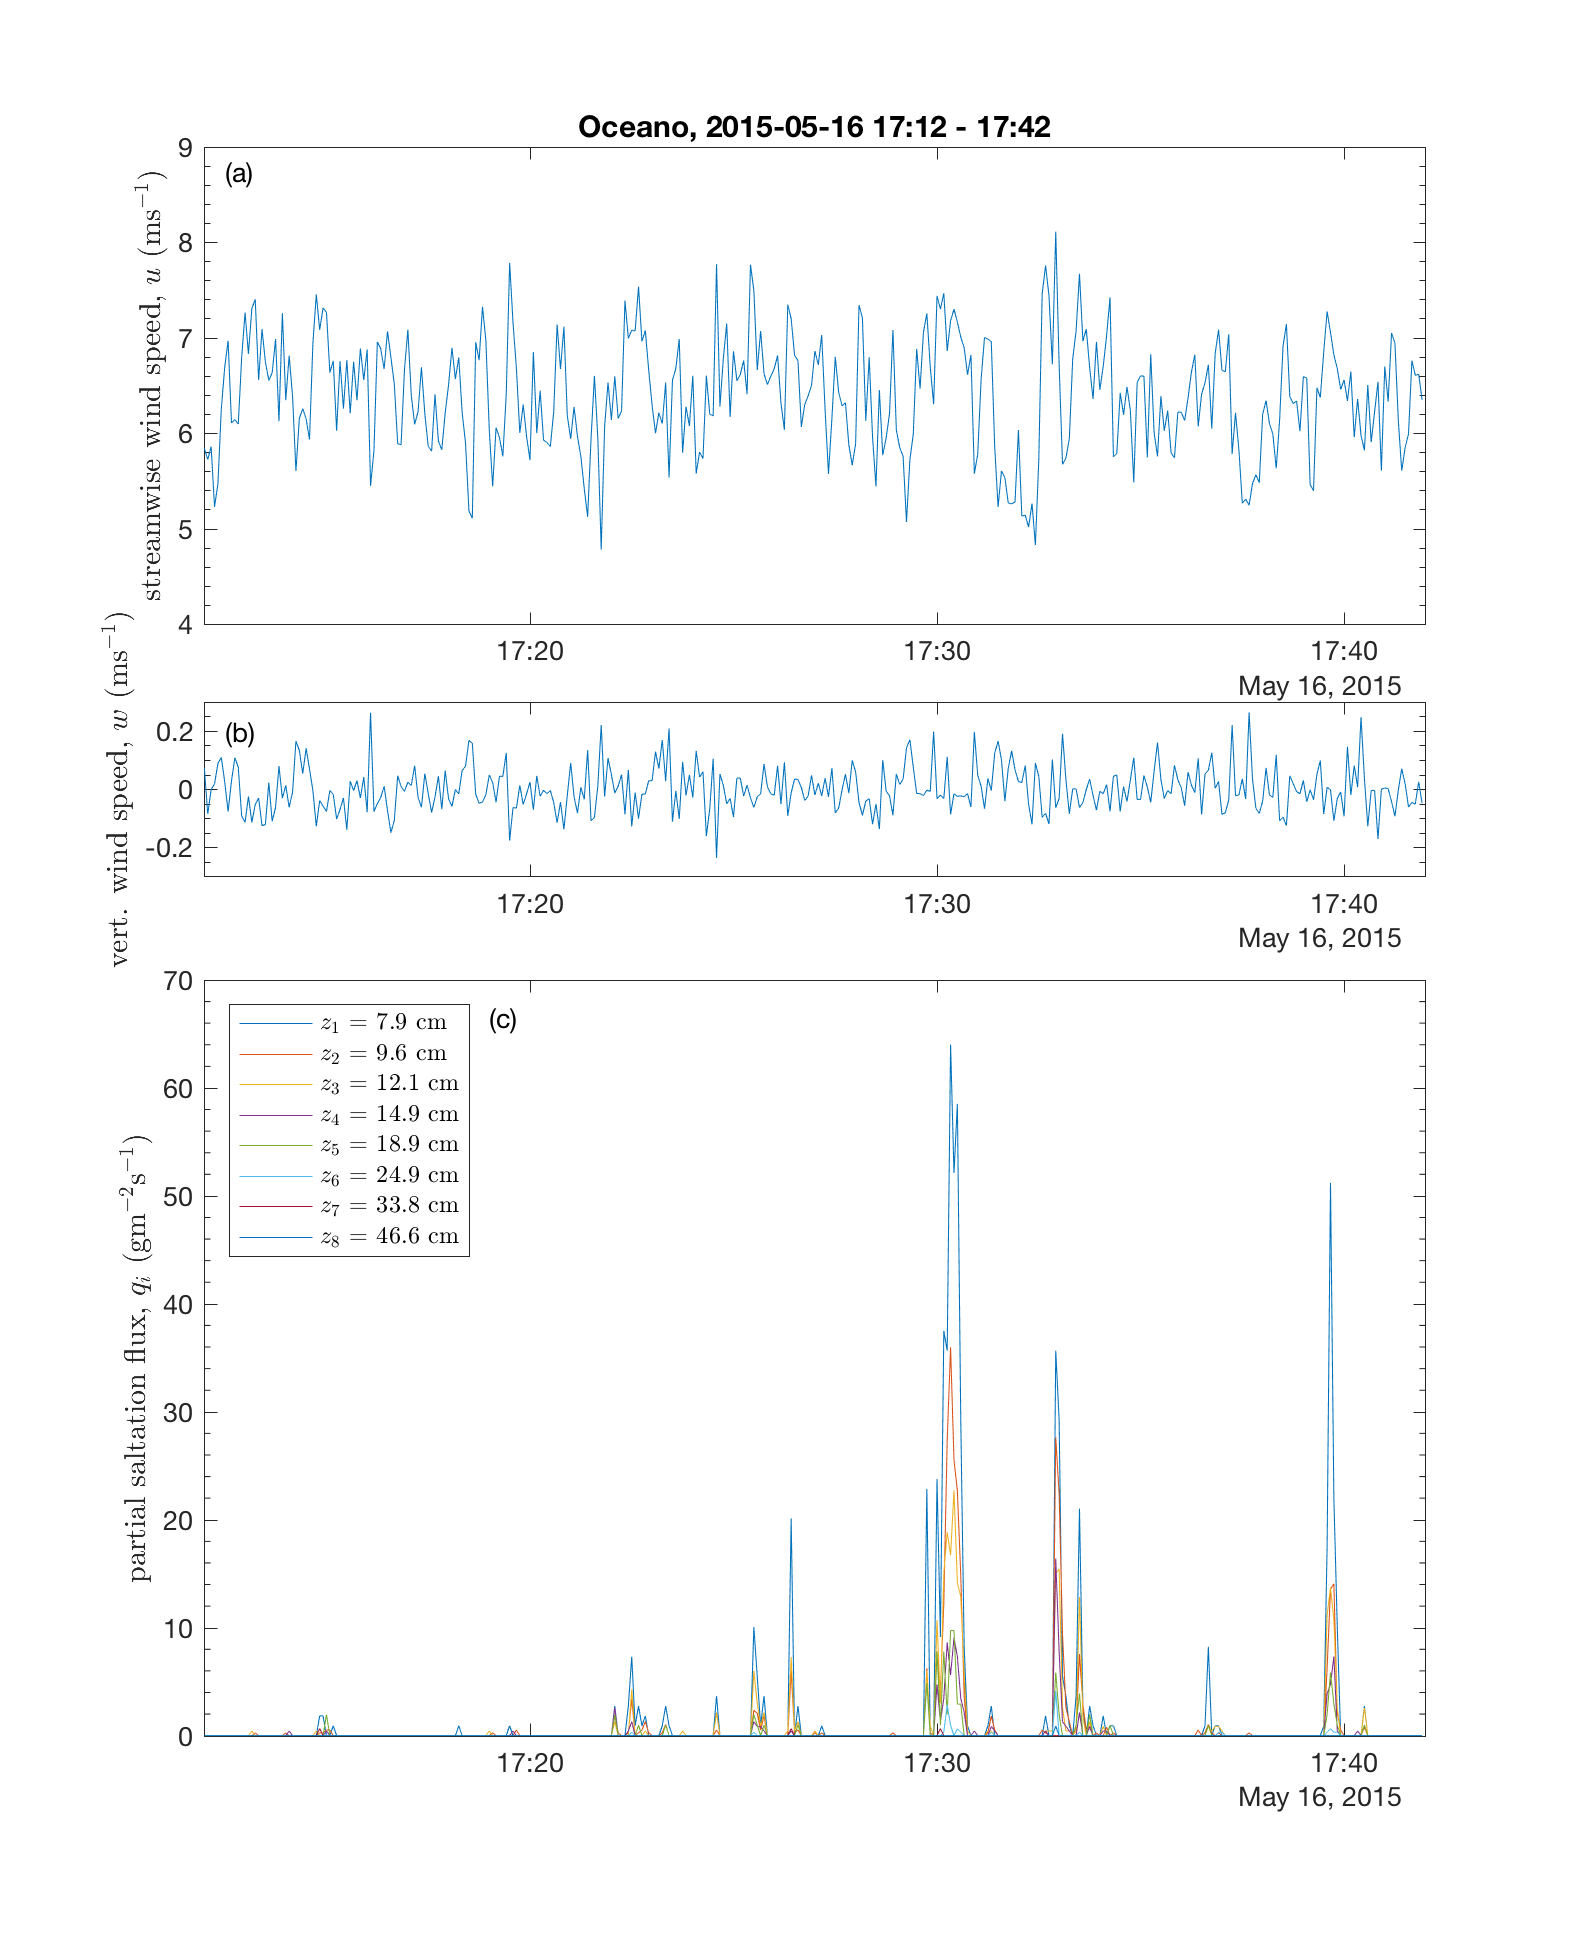 Oceano, 2015-05-16 17:12 - 17:42
(a)
streamwise wind speed, u (ms⁻¹)
9
8
7
6
5
4
17:20 17:30 17:40
May 16, 2015
(b)
vert. wind speed, w (ms⁻¹)
0.2
0
-0.2
17:20 17:30 17:40
May 16, 2015
(c)
partial saltation flux, qᵢ (gm⁻²s⁻¹)
70
60
50
40
30
20
10
0
z₁ = 7.9 cm
z₂ = 9.6 cm
z₃ = 12.1 cm
z₄ = 14.9 cm
z₅ = 18.9 cm
z₆ = 24.9 cm
z₇ = 33.8 cm
z₈ = 46.6 cm
17:20 17:30 17:40
May 16, 2015